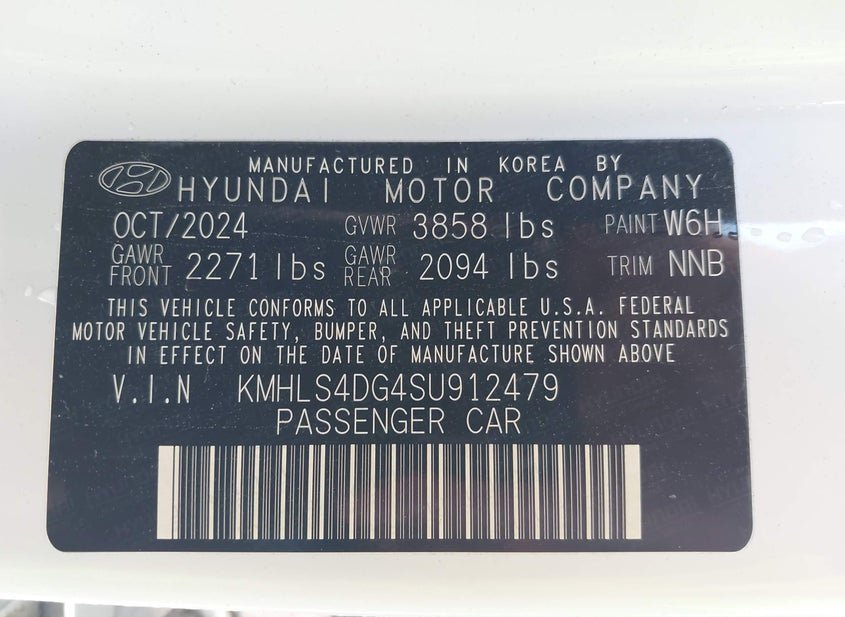 MANUFACTURED IN KOREA BY
HYUNDAI MOTOR COMPANY
OCT/2024 GVWR 3858 lbs PAINT W6H
GAWR FRONT 2271 lbs GAWR REAR 2094 lbs TRIM NNB
THIS VEHICLE CONFORMS TO ALL APPLICABLE U.S.A. FEDERAL
MOTOR VEHICLE SAFETY, BUMPER, AND THEFT PREVENTION STANDARDS
IN EFFECT ON THE DATE OF MANUFACTURE SHOWN ABOVE
V.I.N KMHLS4DG4SU912479
PASSENGER CAR